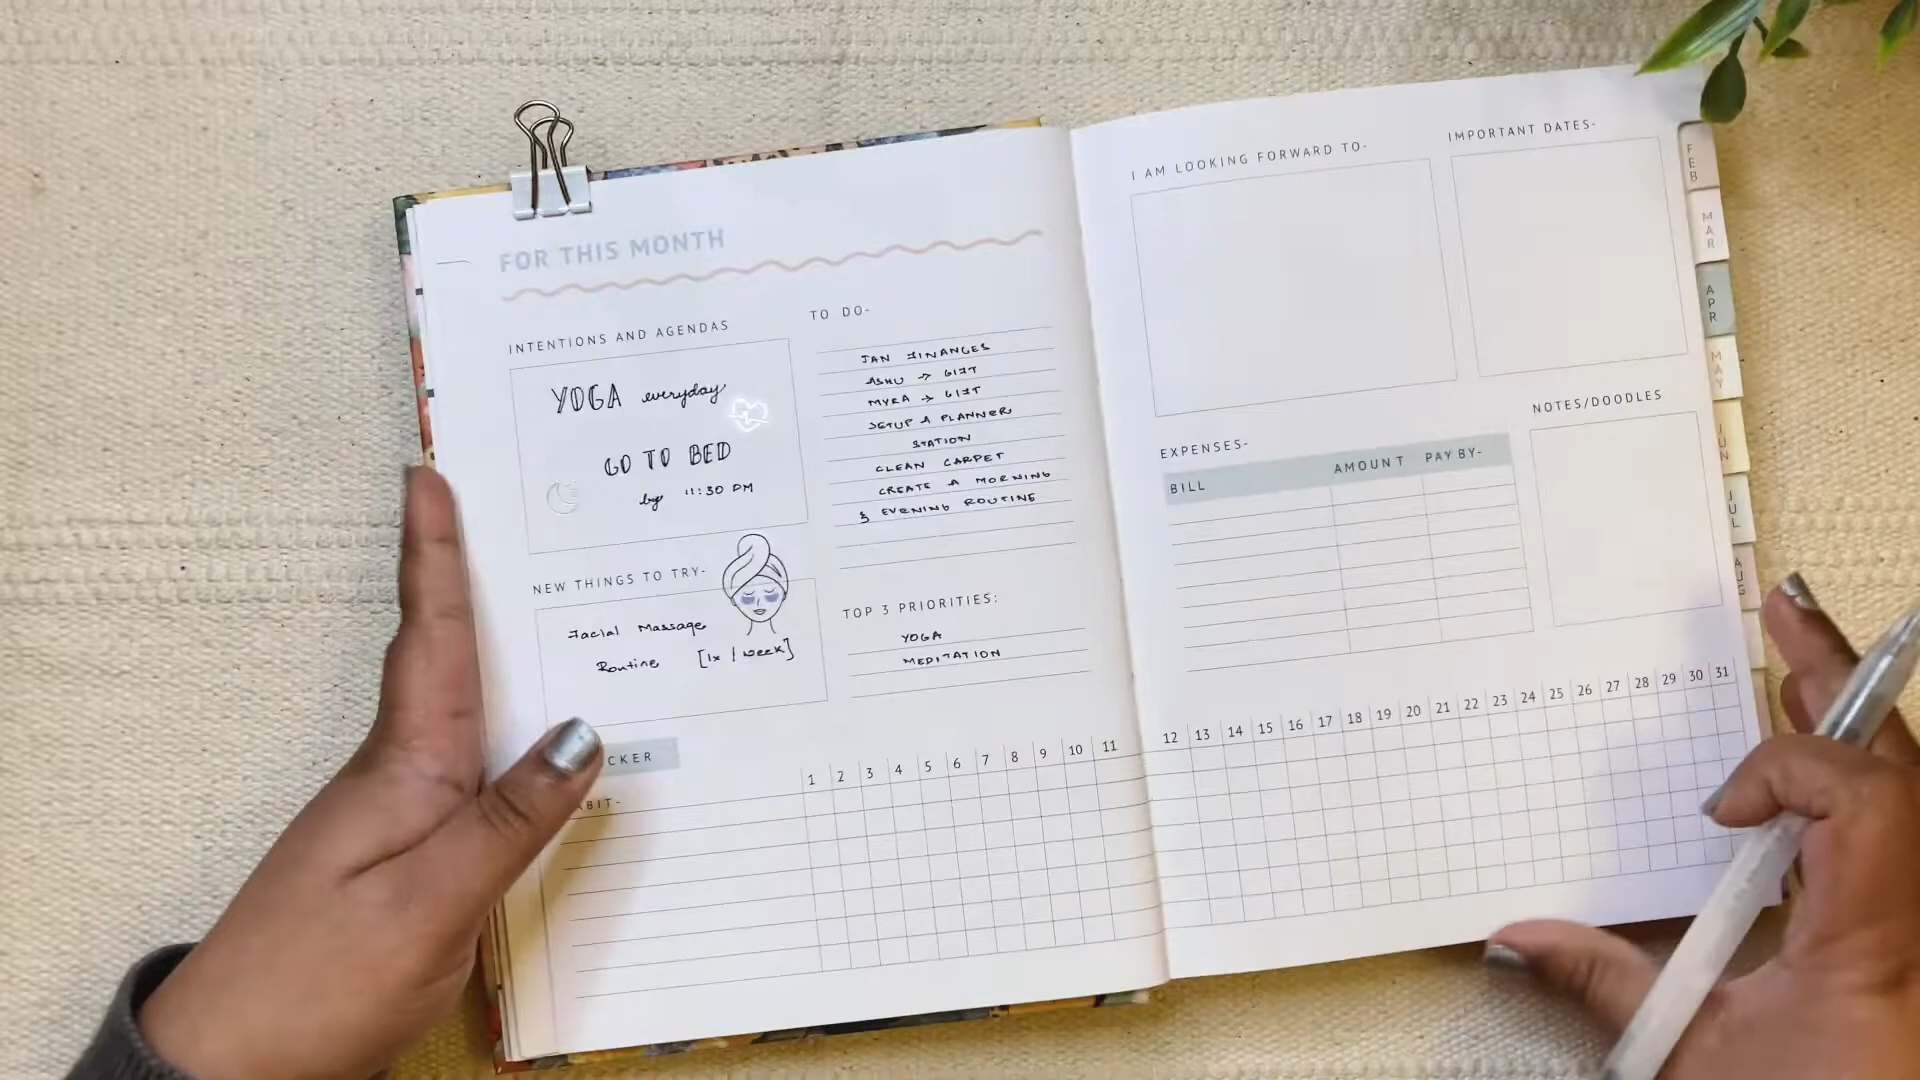 FOR THIS MONTH
INTENTIONS AND AGENDAS
YOGA everyday
GO TO BED
by 11:30 PM
NEW THINGS TO TRY-
Facial Massage
Routine [1x / week]
TO DO-
JAN FINANCES
ASHU → GIFT
MYRA → GIFT
SETUP A PLANNER
STATION
CLEAN CARPET
CREATE A MORNING
& EVENING ROUTINE
TOP 3 PRIORITIES:
YOGA
MEDITATION
CKER
ABIT-
1 2 3 4 5 6 7 8 9 10 11
I AM LOOKING FORWARD TO-
IMPORTANT DATES-
EXPENSES-
BILL AMOUNT PAY BY-
NOTES/DOODLES
12 13 14 15 16 17 18 19 20 21 22 23 24 25 26 27 28 29 30 31
FEB
MAR
APR
MAY
JUN
JUL
AUG